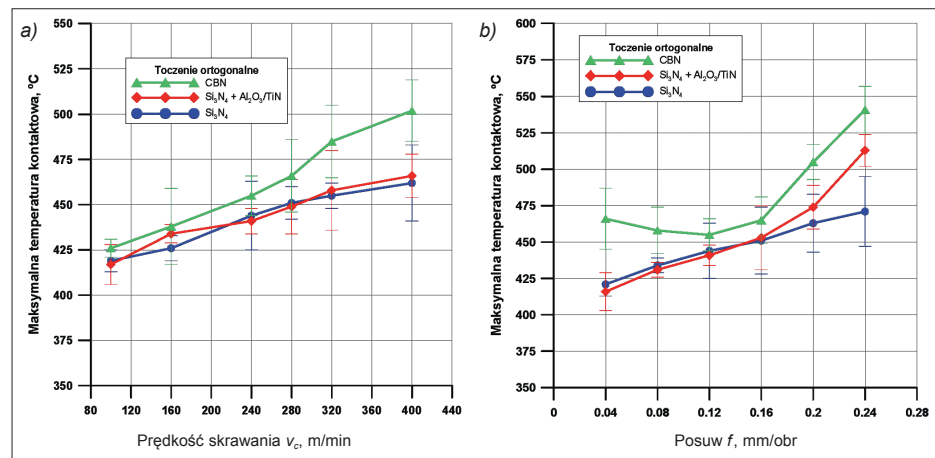 a)
Maksymalna temperatura kontaktowa, ºC
550
525
500
475
450
425
400
375
350
Toczenie ortogonalne
CBN
Si₃N₄ + Al₂O₃/TiN
Si₃N₄
80 120 160 200 240 280 320 360 400 440
Prędkość skrawania v꜀, m/min
b)
Maksymalna temperatura kontaktowa, ºC
600
575
550
525
500
475
450
425
400
375
350
Toczenie ortogonalne
CBN
Si₃N₄ + Al₂O₃/TiN
Si₃N₄
0 0.04 0.08 0.12 0.16 0.2 0.24 0.28
Posuw f, mm/obr